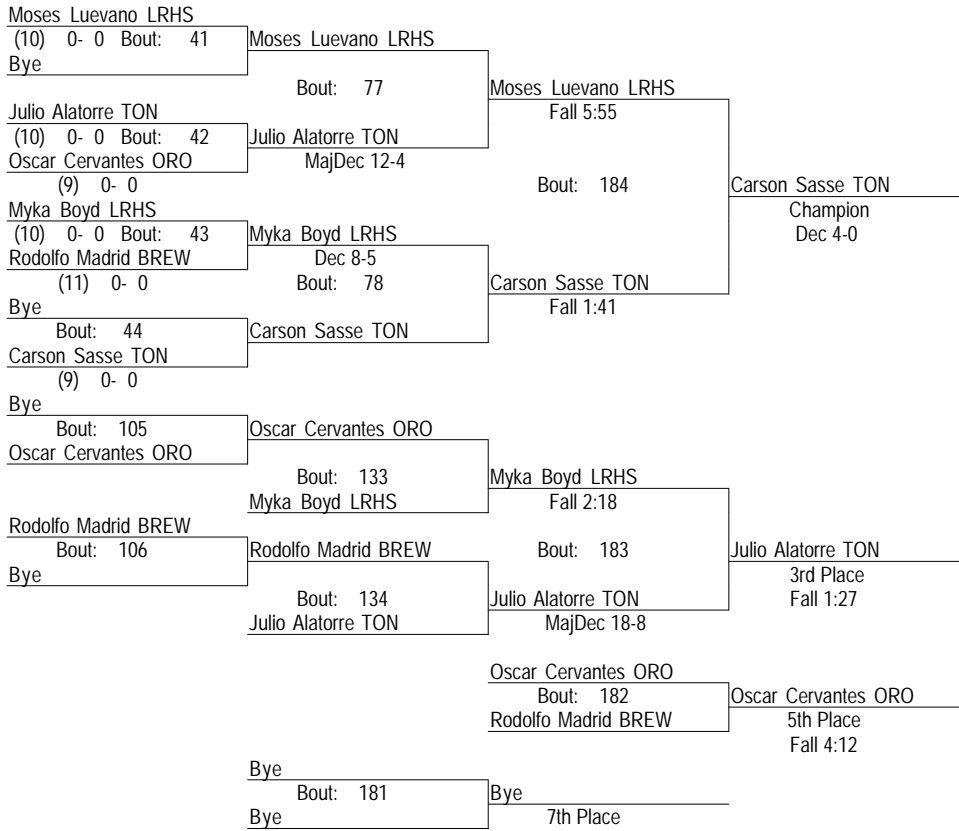 Moses Luevano LRHS
(10) 0- 0 Bout: 41 Moses Luevano LRHS
Bye
Bout: 77 Moses Luevano LRHS
Julio Alatorre TON Fall 5:55
(10) 0- 0 Bout: 42 Julio Alatorre TON
Oscar Cervantes ORO MajDec 12-4
(9) 0- 0 Bout: 184 Carson Sasse TON
Myka Boyd LRHS Champion
(10) 0- 0 Bout: 43 Myka Boyd LRHS Dec 4-0
Rodolfo Madrid BREW Dec 8-5
(11) 0- 0 Bout: 78 Carson Sasse TON
Bye Fall 1:41
Bout: 44 Carson Sasse TON
Carson Sasse TON
(9) 0- 0
Bye
Bout: 105 Oscar Cervantes ORO
Oscar Cervantes ORO
Bout: 133 Myka Boyd LRHS
Myka Boyd LRHS Fall 2:18
Rodolfo Madrid BREW
Bout: 106 Rodolfo Madrid BREW Bout: 183 Julio Alatorre TON
Bye 3rd Place
Bout: 134 Julio Alatorre TON Fall 1:27
Julio Alatorre TON MajDec 18-8
Oscar Cervantes ORO
Bout: 182 Oscar Cervantes ORO
Rodolfo Madrid BREW 5th Place
Fall 4:12
Bye
Bout: 181 Bye
Bye 7th Place